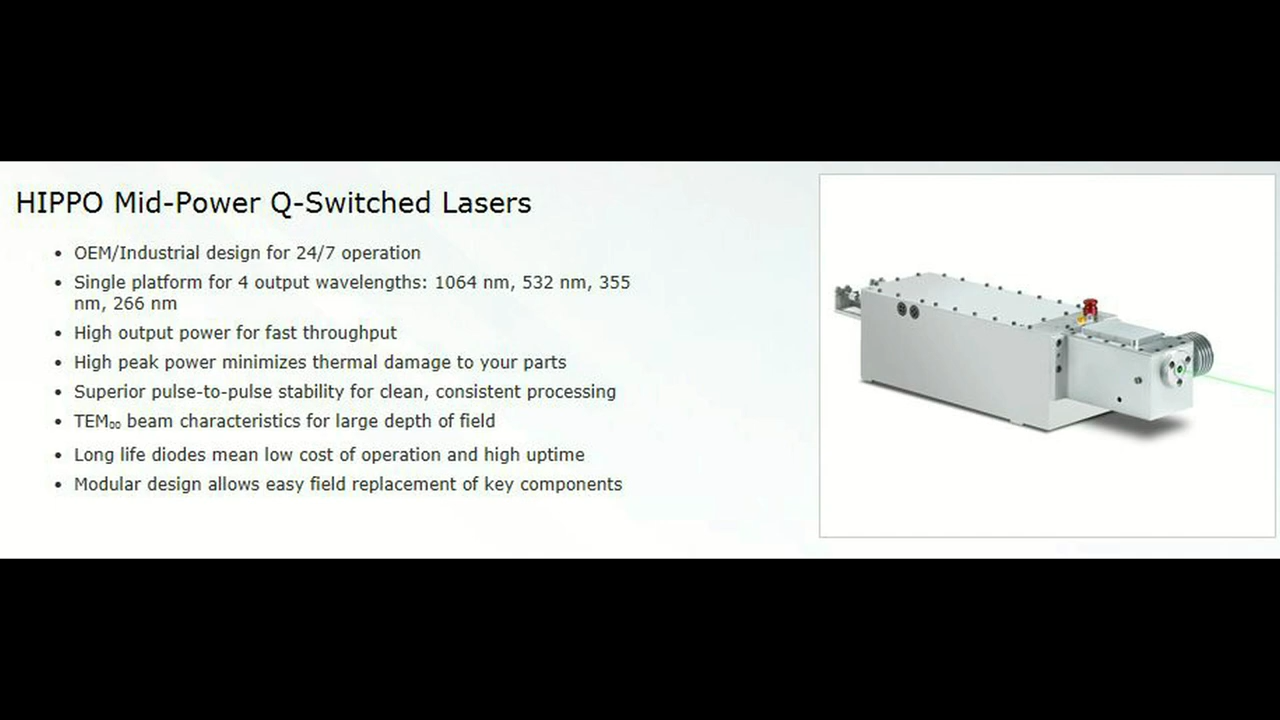 HIPPO Mid-Power Q-Switched Lasers
• OEM/Industrial design for 24/7 operation
• Single platform for 4 output wavelengths: 1064 nm, 532 nm, 355
nm, 266 nm
• High output power for fast throughput
• High peak power minimizes thermal damage to your parts
• Superior pulse-to-pulse stability for clean, consistent processing
• TEM₀₀ beam characteristics for large depth of field
• Long life diodes mean low cost of operation and high uptime
• Modular design allows easy field replacement of key components